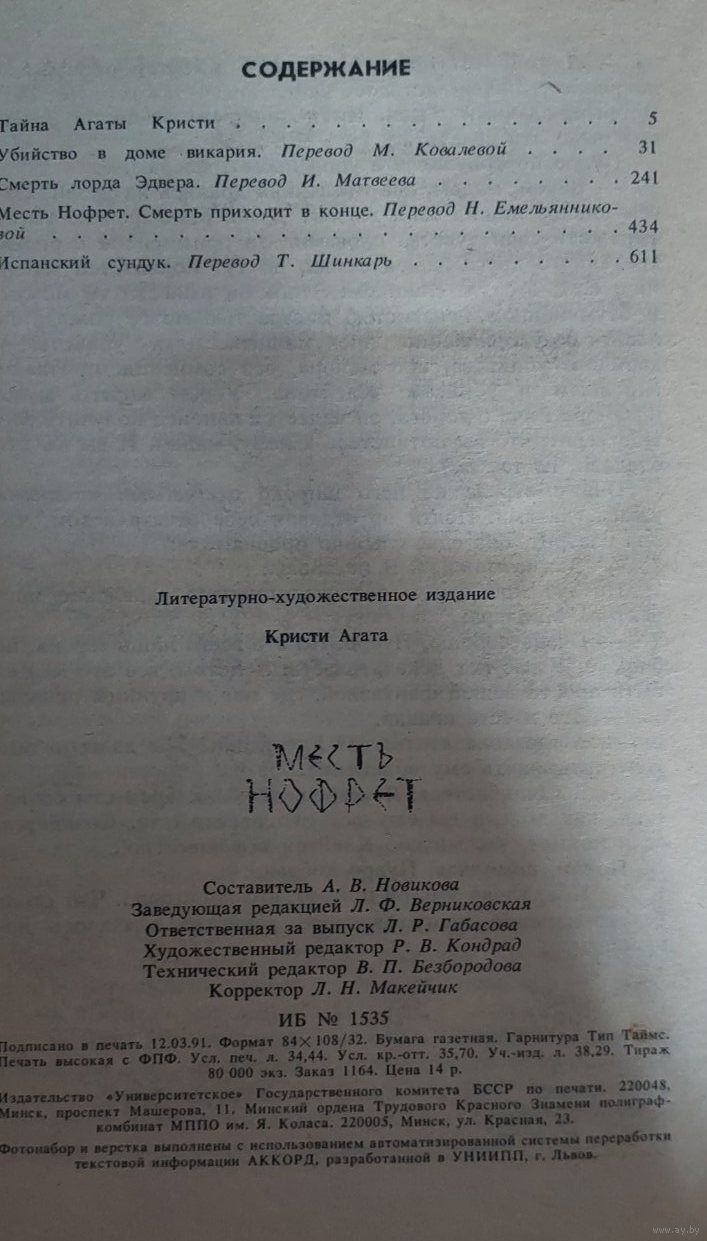 СОДЕРЖАНИЕ
Тайна Агаты Кристи . . . . . . . . . . . . . . . 5
Убийство в доме викария. Перевод М. Ковалевой . . . . 31
Смерть лорда Эдвера. Перевод И. Матвеева . . . . . . . . 241
Месть Нофрет. Смерть приходит в конце. Перевод Н. Емельяннико-
вой . . . . . . . . . . . . . . . . . . . . . . . 434
Испанский сундук. Перевод Т. Шинкарь . . . . . . . . . 611
Литературно-художественное издание
Кристи Агата
МЕСТЬ
НОФРЕТ
Составитель А. В. Новикова
Заведующая редакцией Л. Ф. Верниковская
Ответственная за выпуск Л. Р. Габасова
Художественный редактор Р. В. Кондрад
Технический редактор В. П. Безбородова
Корректор Л. Н. Макейчик
ИБ № 1535
Подписано в печать 12.03.91. Формат 84×108/32. Бумага газетная. Гарнитура Тип Таймс.
Печать высокая с ФПФ. Усл. печ. л. 34,44. Усл. кр.-отт. 35,70. Уч.-изд. л. 38,29. Тираж
80 000 экз. Заказ 1164. Цена 14 р.
Издательство «Университетское» Государственного комитета БССР по печати. 220048,
Минск, проспект Машерова, 11. Минский ордена Трудового Красного Знамени полиграф-
комбинат МППО им. Я. Коласа. 220005, Минск, ул. Красная, 23.
Фотонабор и верстка выполнены с использованием автоматизированной системы переработки
текстовой информации АККОРД, разработанной в УНИИПП, г. Львов.
www.ay.by